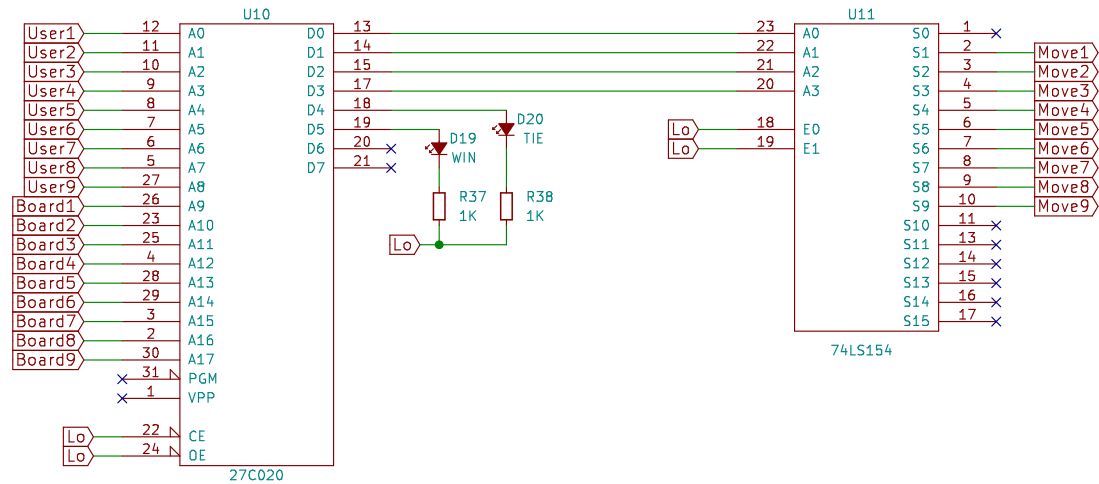 U10
U11
User1 12 A0 D0 13 23 A0 S0 1
User2 11 A1 D1 14 22 A1 S1 2 Move1
User3 10 A2 D2 15 21 A2 S2 3 Move2
User4 9 A3 D3 17 20 A3 S3 4 Move3
User5 8 A4 D4 18 S4 5 Move4
User6 7 A5 D5 19 D20 Lo 18 E0 S5 6 Move5
User7 6 A6 D6 20 D19 TIE Lo 19 E1 S6 7 Move6
User8 5 A7 D7 21 WIN S7 8 Move7
User9 27 A8 R37 R38 S8 9 Move8
Board1 26 A9 1K 1K S9 10 Move9
Board2 23 A10 S10 11
Board3 25 A11 Lo S11 13
Board4 4 A12 S12 14
Board5 28 A13 S13 15
Board6 29 A14 S14 16
Board7 3 A15 S15 17
Board8 2 A16 74LS154
Board9 30 A17
31 PGM
1 VPP
Lo 22 CE
Lo 24 OE
27C020